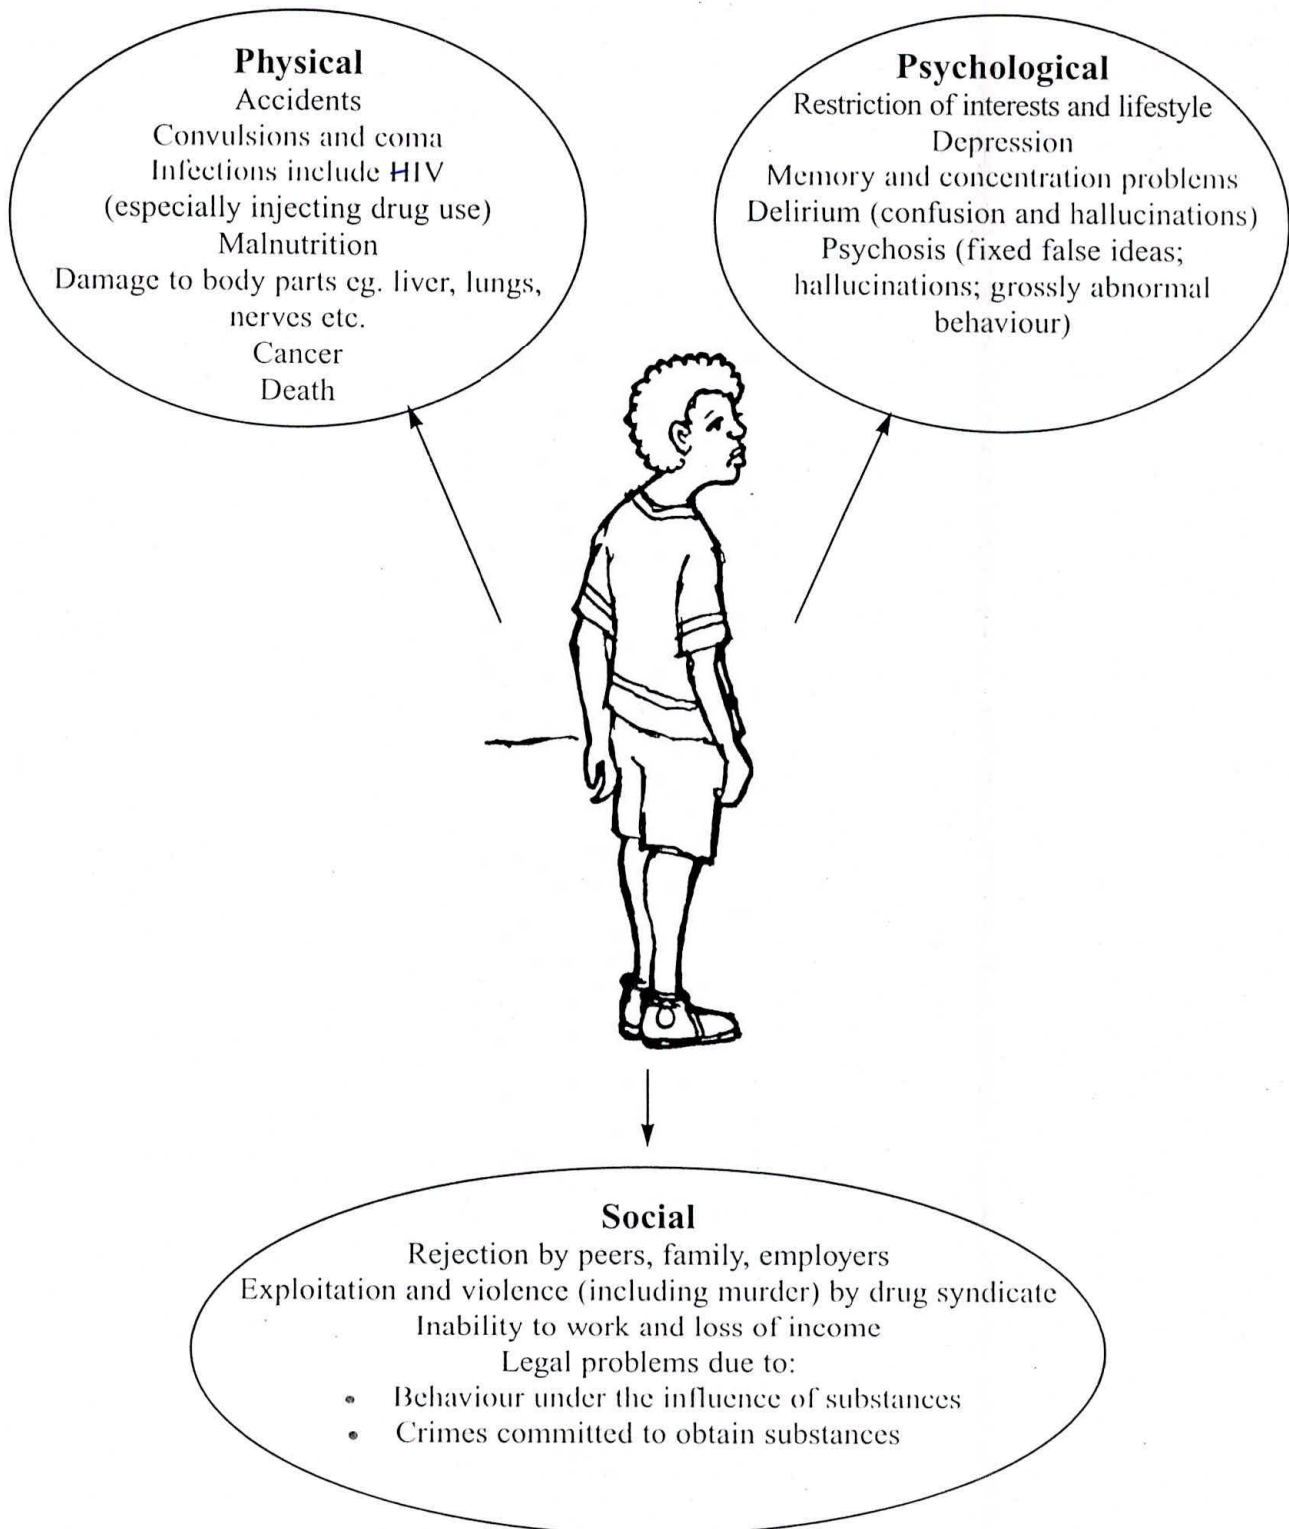 Physical
Accidents
Convulsions and coma
Infections include HIV
(especially injecting drug use)
Malnutrition
Damage to body parts eg. liver, lungs,
nerves etc.
Cancer
Death
Psychological
Restriction of interests and lifestyle
Depression
Memory and concentration problems
Delirium (confusion and hallucinations)
Psychosis (fixed false ideas;
hallucinations; grossly abnormal
behaviour)
Social
Rejection by peers, family, employers
Exploitation and violence (including murder) by drug syndicate
Inability to work and loss of income
Legal problems due to:
• Behaviour under the influence of substances
• Crimes committed to obtain substances